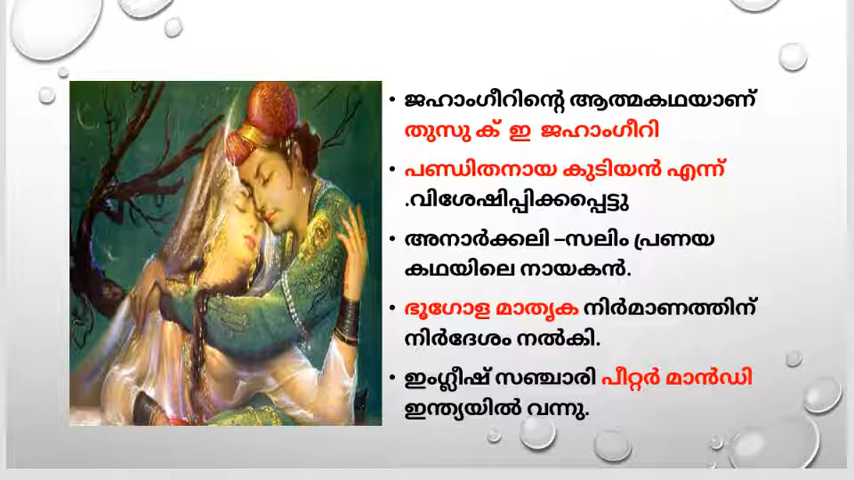 • ജഹാംഗീറിന്റെ ആത്മകഥയാണ്
തുസു ക് ഇ ജഹാംഗീറി
• പണ്ഡിതനായ കുടിയൻ എന്ന്
.വിശേഷിപ്പിക്കപ്പെട്ടു
• അനാർക്കലി –സലിം പ്രണയ
കഥയിലെ നായകൻ.
• ഭൂഗോള മാതൃക നിർമാണത്തിന്
നിർദേശം നൽകി.
• ഇംഗ്ലീഷ് സഞ്ചാരി പീറ്റർ മാൻഡി
ഇന്ത്യയിൽ വന്നു.